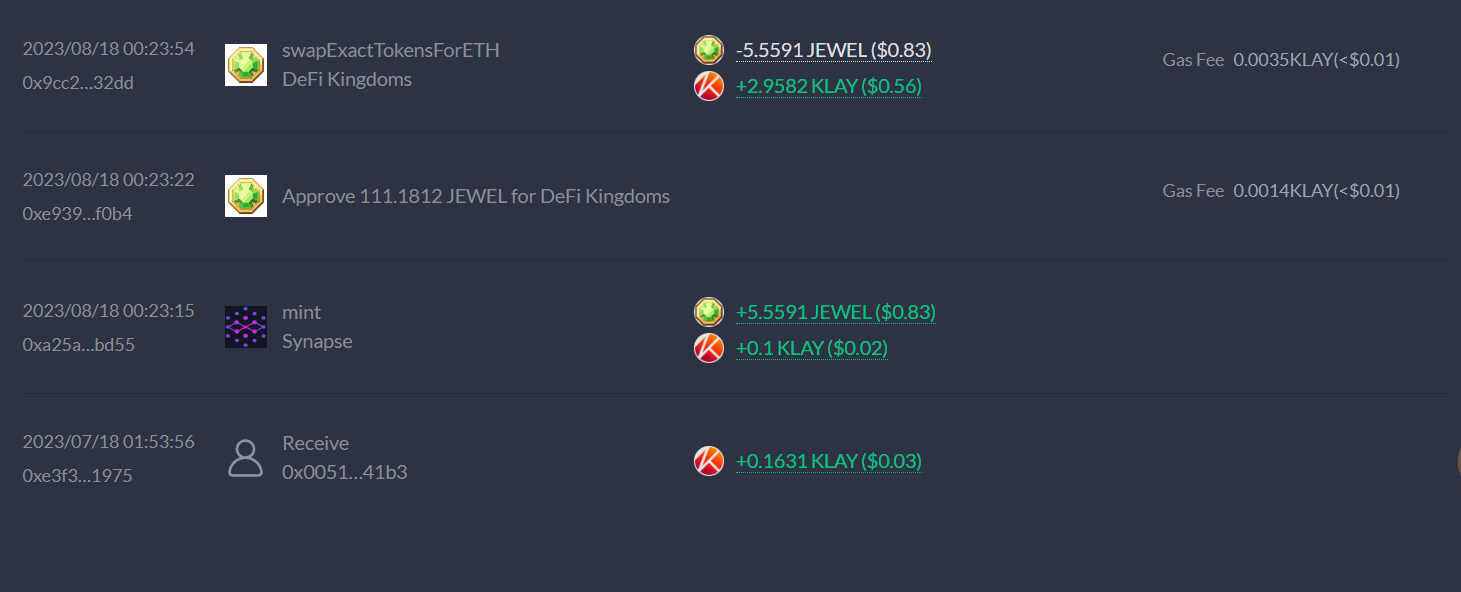 2023/08/18 00:23:54
0x9cc2...32dd
swapExactTokensForETH
DeFi Kingdoms
-5.5591 JEWEL ($0.83)
+2.9582 KLAY ($0.56)
Gas Fee 0.0035KLAY(<$0.01)
2023/08/18 00:23:22
0xe939...f0b4
Approve 111.1812 JEWEL for DeFi Kingdoms
Gas Fee 0.0014KLAY(<$0.01)
2023/08/18 00:23:15
0xa25a...bd55
mint
Synapse
+5.5591 JEWEL ($0.83)
+0.1 KLAY ($0.02)
2023/07/18 01:53:56
0xe3f3...1975
Receive
0x0051...41b3
+0.1631 KLAY ($0.03)